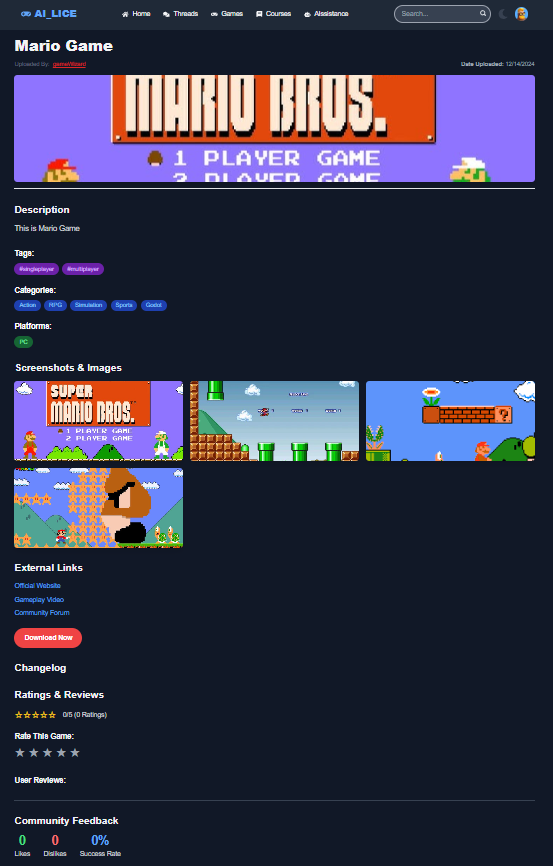 AI_LICE Home Threads Games Courses AIssistance Search...
Mario Game
Uploaded By: Date Uploaded: 12/14/2024
MARIO BROS.
1 PLAYER GAME
2 PLAYER GAME
Description
This is Mario Game
Tags:
#singleplayer #multiplayer
Categories:
Action RPG Simulation Sports Godot
Platforms:
PC
Screenshots & Images
SUPER
MARIO BROS.
1 PLAYER GAME
2 PLAYER GAME
External Links
Official Website
Gameplay Video
Community Forum
Download Now
Changelog
Ratings & Reviews
0/5 (0 Ratings)
Rate This Game:
User Reviews:
Community Feedback
0 0 0%
Likes Dislikes Success Rate